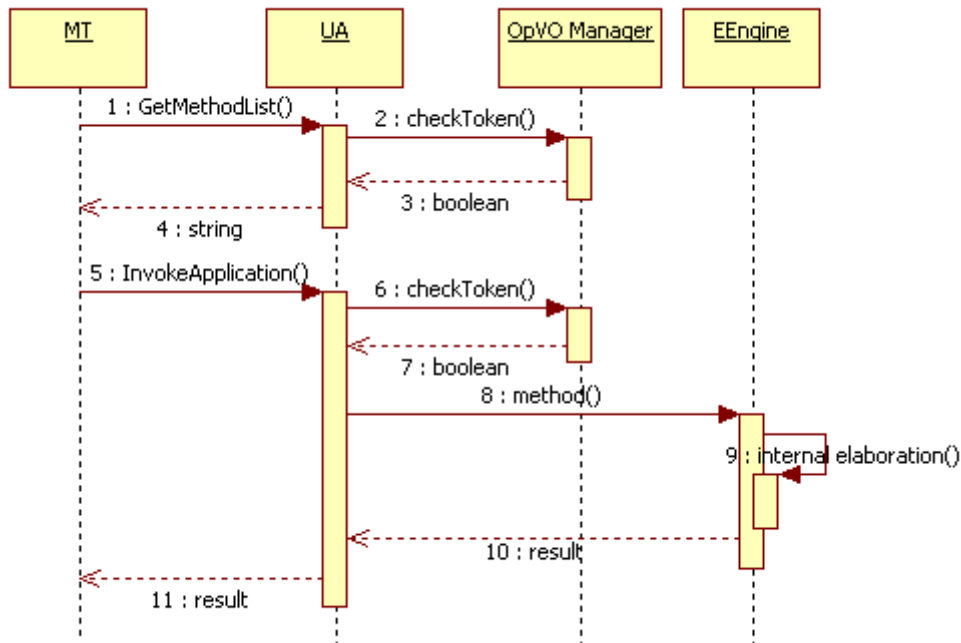 MT
UA
OpVO Manager
EEngine
1 : GetMethodList()
2 : checkToken()
3 : boolean
4 : string
5 : InvokeApplication()
6 : checkToken()
7 : boolean
8 : method()
9 : internal elaboration()
10 : result
11 : result